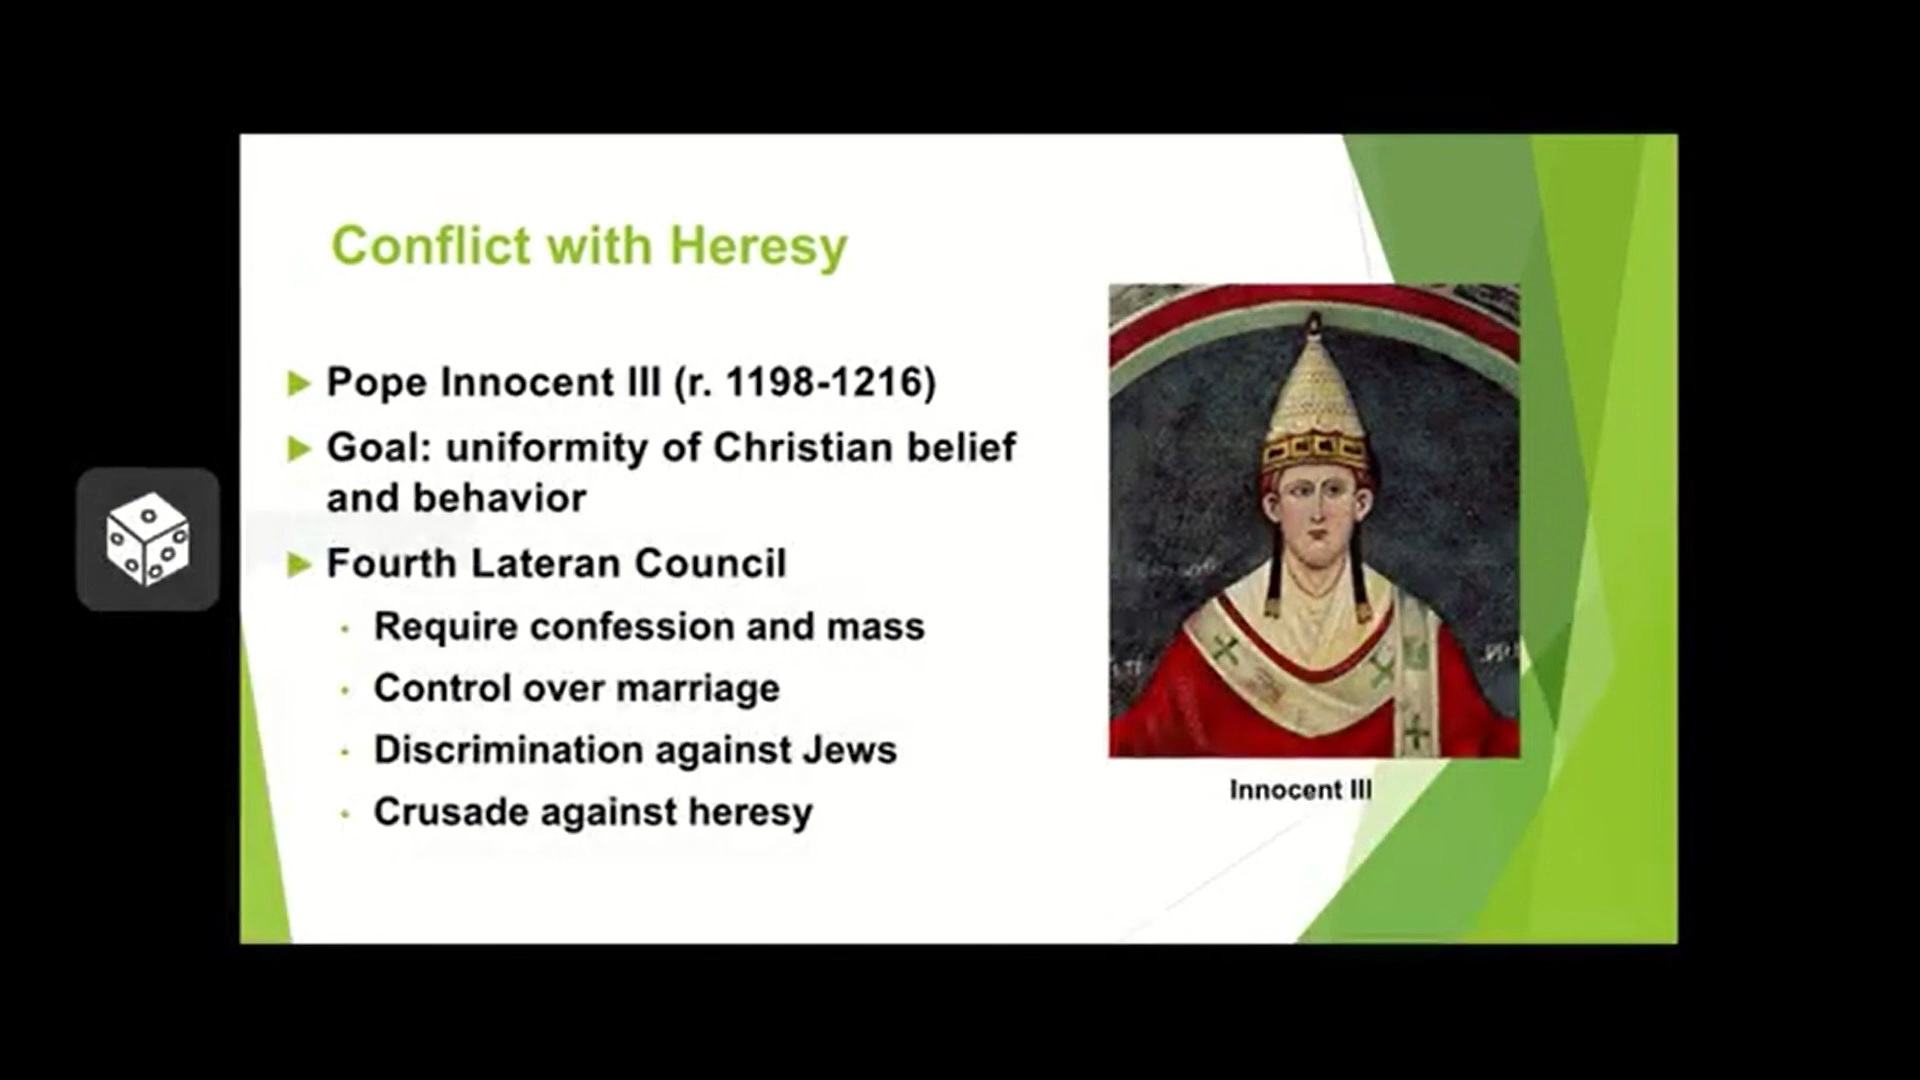 Conflict with Heresy
Pope Innocent III (r. 1198-1216)
Goal: uniformity of Christian belief
and behavior
Fourth Lateran Council
Require confession and mass
Control over marriage
Discrimination against Jews
Crusade against heresy
Innocent III